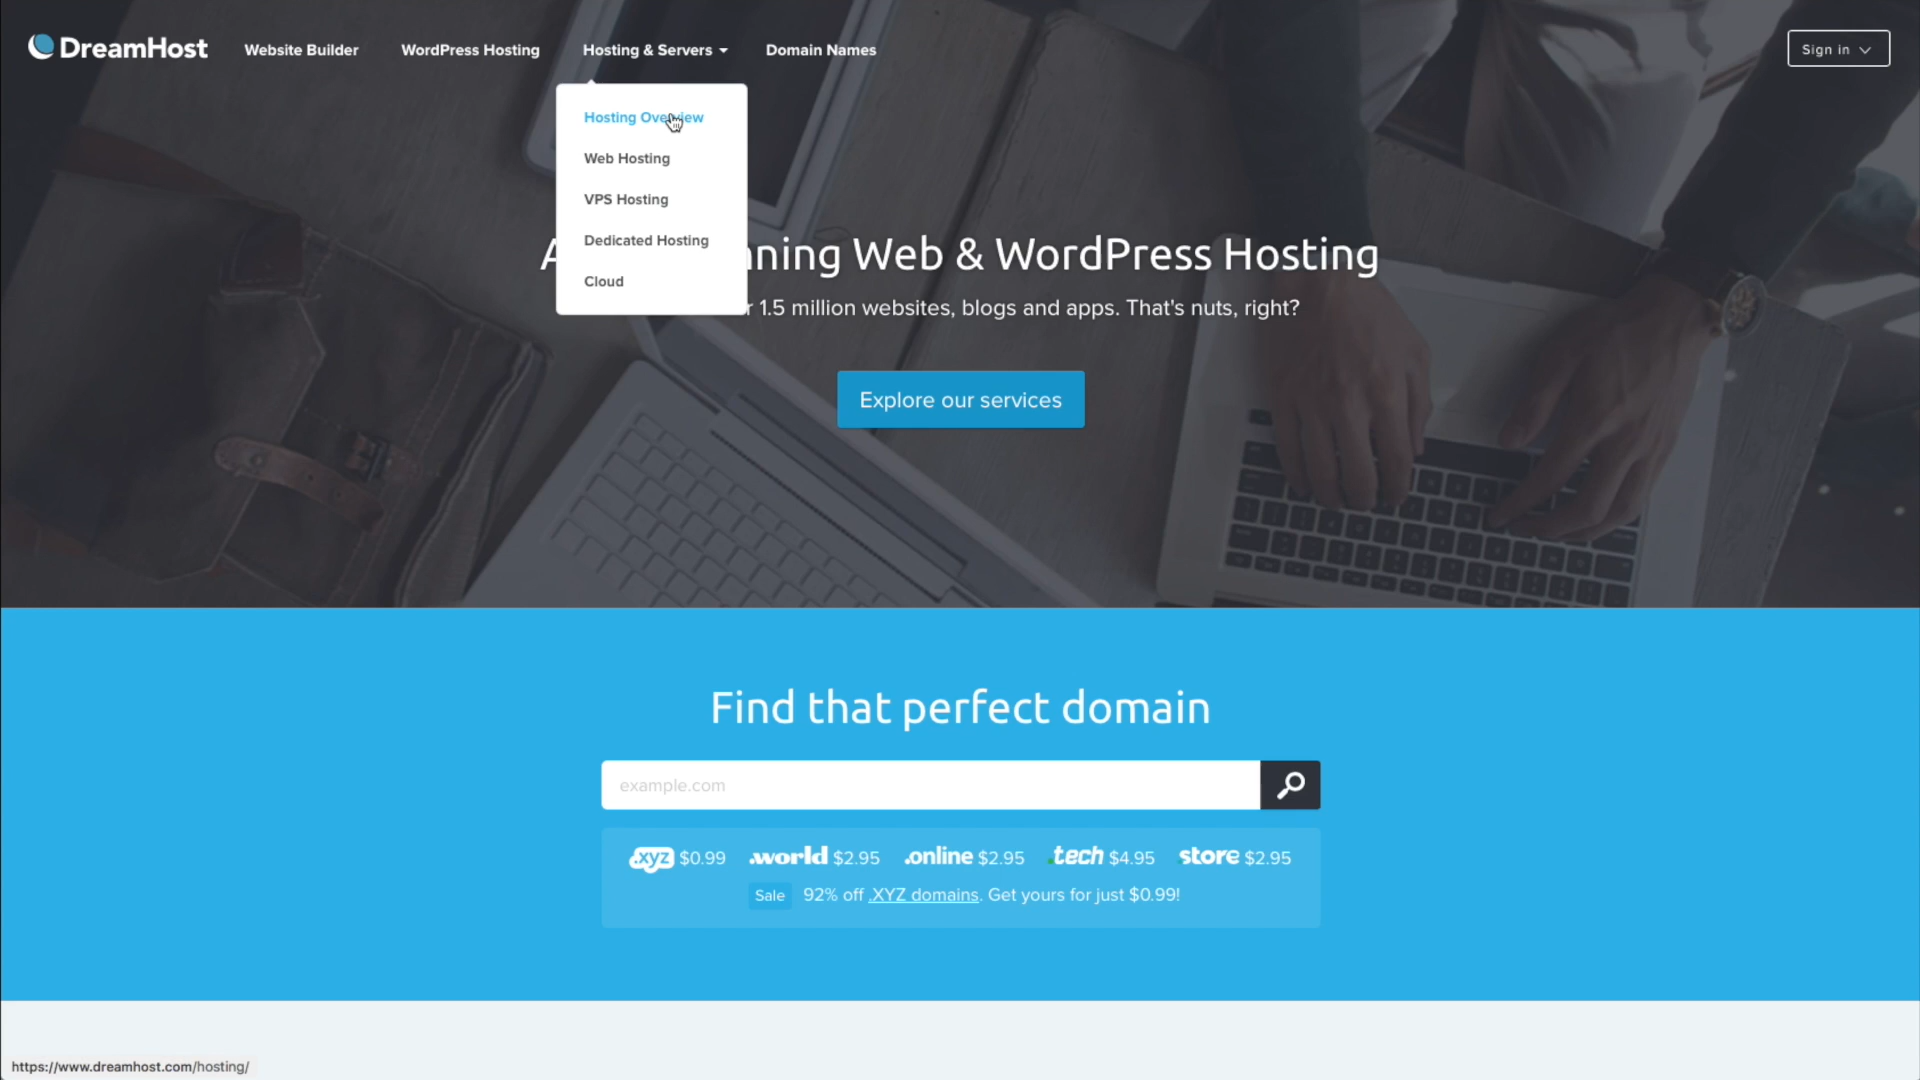 DreamHost
Website Builder
WordPress Hosting
Hosting & Servers
Domain Names
Sign in
Hosting Overview
Web Hosting
VPS Hosting
Dedicated Hosting
Cloud
Web & WordPress Hosting
1.5 million websites, blogs and apps. That's nuts, right?
Explore our services
Find that perfect domain
example.com
.xyz $0.99 .world $2.95 .online $2.95 .tech $4.95 .store $2.95
Sale 92% off .XYZ domains. Get yours for just $0.99!
https://www.dreamhost.com/hosting/